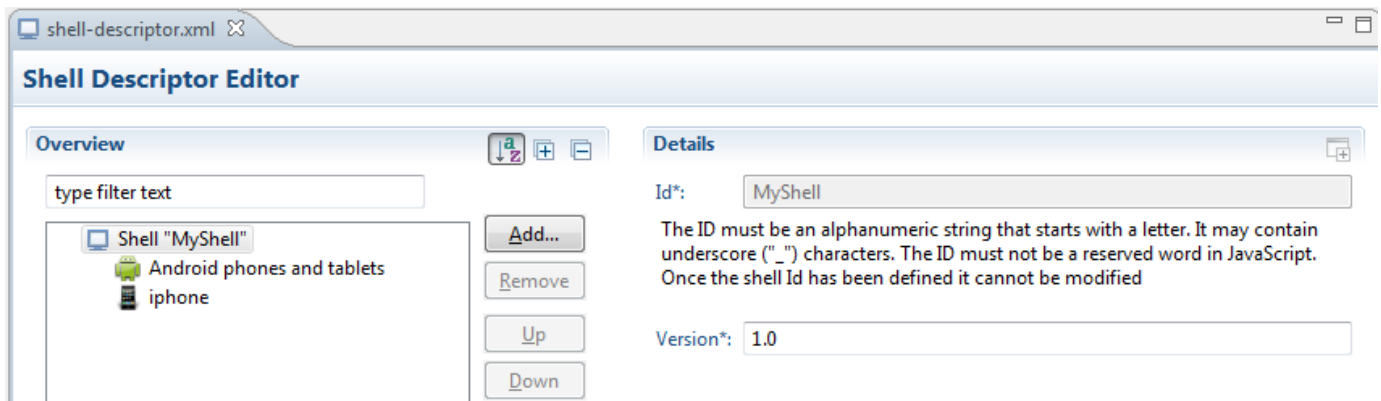 shell-descriptor.xml
Shell Descriptor Editor
Overview
type filter text
Shell "MyShell"
Android phones and tablets
iphone
Add...
Remove
Up
Down
Details
Id*: MyShell
The ID must be an alphanumeric string that starts with a letter. It may contain
underscore ("_") characters. The ID must not be a reserved word in JavaScript.
Once the shell Id has been defined it cannot be modified
Version*: 1.0